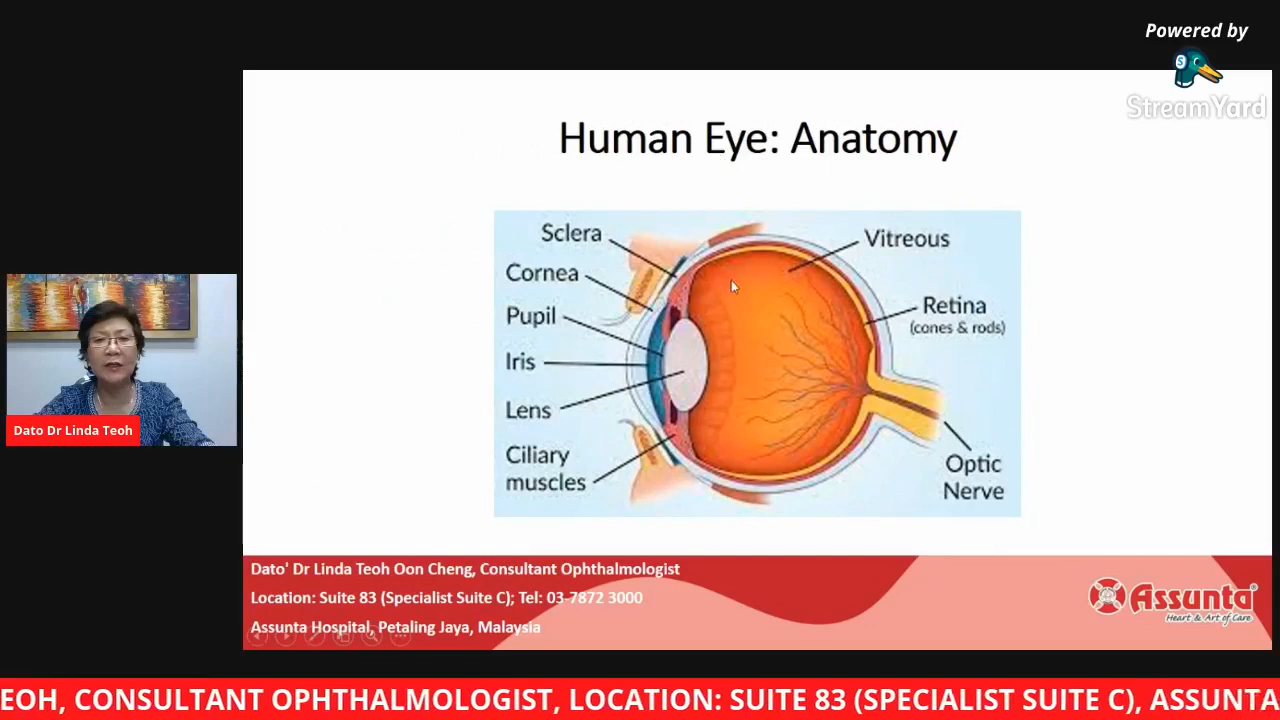 Powered by
StreamYard
Human Eye: Anatomy
Sclera
Cornea
Pupil
Iris
Lens
Ciliary
muscles
Vitreous
Retina
(cones & rods)
Optic
Nerve
Dato Dr Linda Teoh
Dato' Dr Linda Teoh Oon Cheng, Consultant Ophthalmologist
Location: Suite 83 (Specialist Suite C); Tel: 03-7872 3000
Assunta Hospital, Petaling Jaya, Malaysia
Assunta
Heart & Art of Care
EOH, CONSULTANT OPHTHALMOLOGIST, LOCATION: SUITE 83 (SPECIALIST SUITE C), ASSUNTA